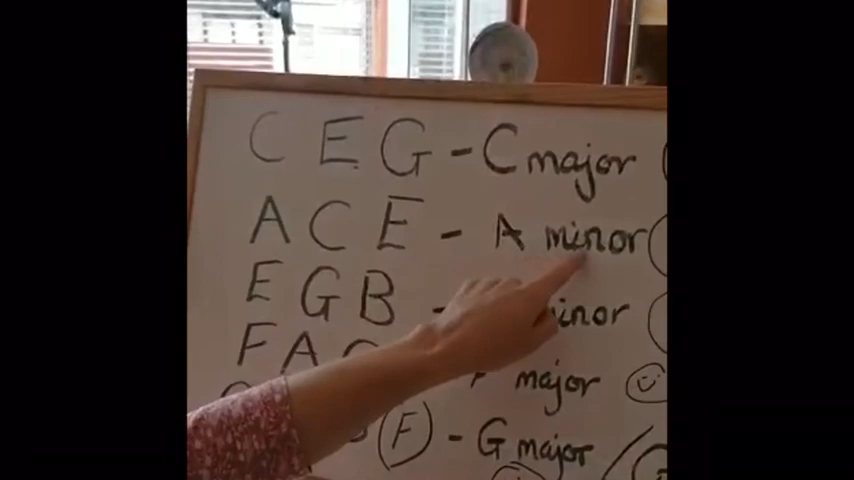 C E G - C major
A C E - A minor
E G B - minor
F A C - F major
B (F) - G major
G